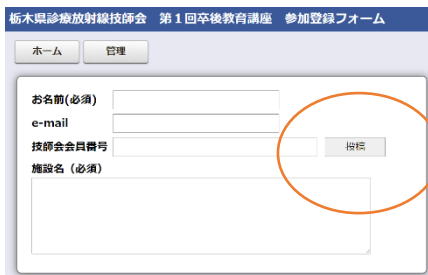 栃木県診療放射線技師会 第１回卒後教育講座 参加登録フォーム
ホーム 管理
お名前(必須)
e-mail
技師会会員番号 投稿
施設名（必須）